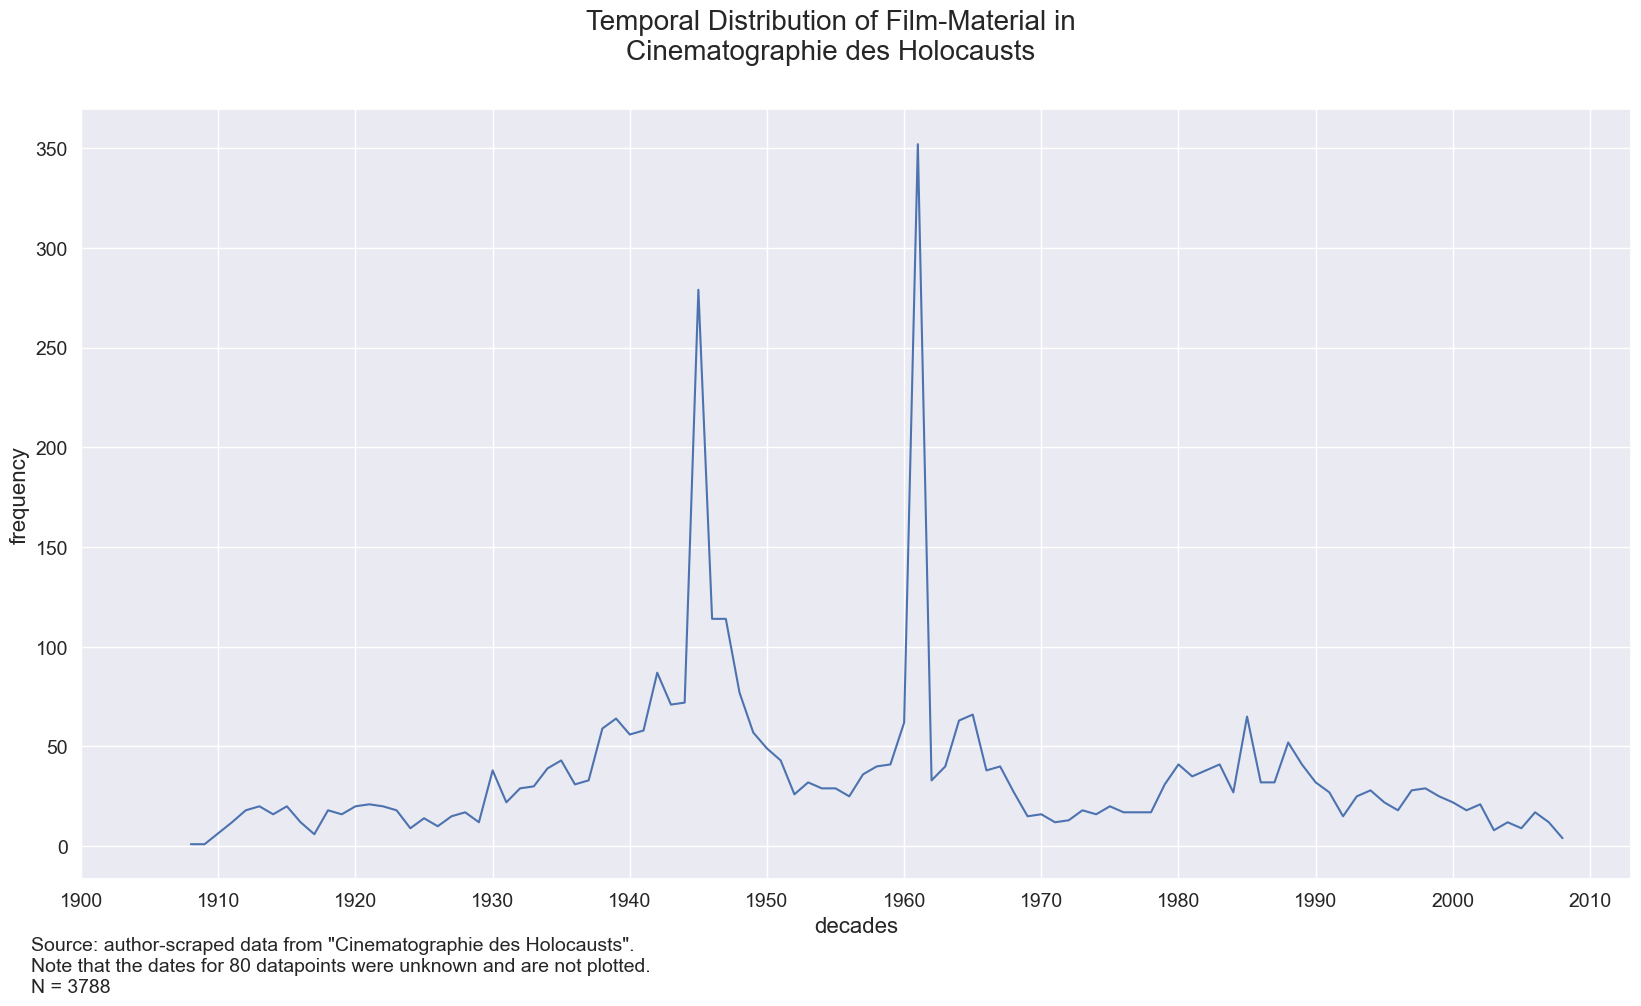 Temporal Distribution of Film-Material in
Cinematographie des Holocausts
350
300
250
200
150
100
50
0
frequency
1900 1910 1920 1930 1940 1950 1960 1970 1980 1990 2000 2010
decades
Source: author-scraped data from "Cinematographie des Holocausts".
Note that the dates for 80 datapoints were unknown and are not plotted.
N = 3788